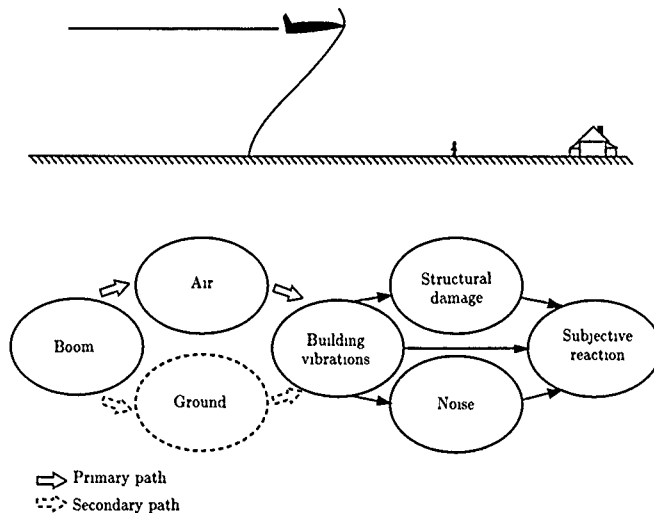 Air
Structural
damage
Boom
Building
vibrations
Subjective
reaction
Ground
Noise
Primary path
Secondary path